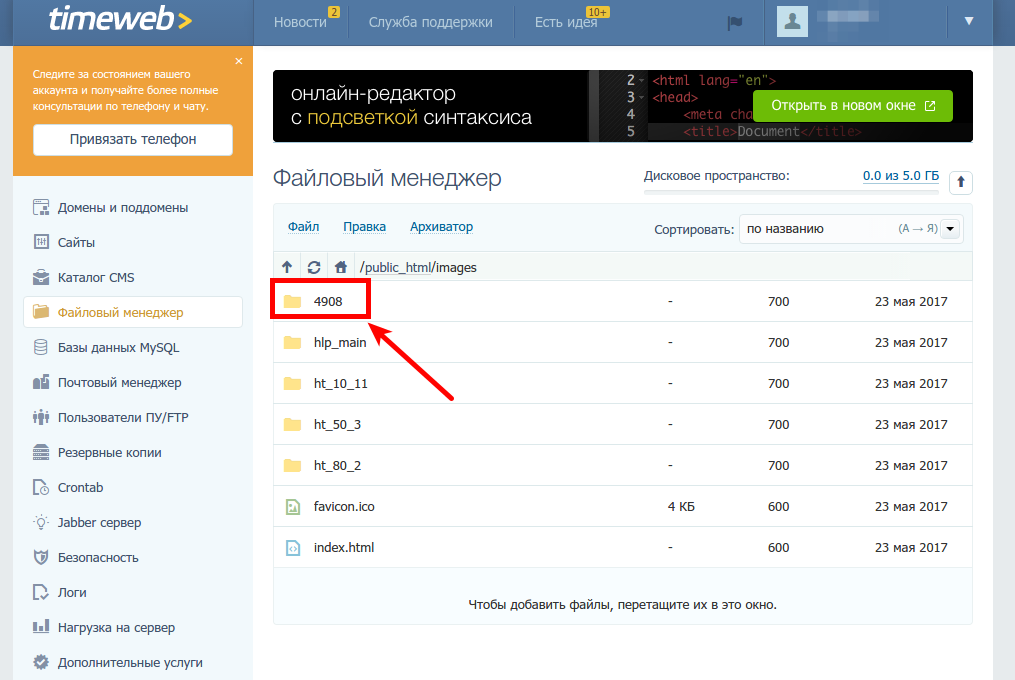 timeweb>
Новости 2
Служба поддержки
Есть идея 10+
Следите за состоянием вашего
аккаунта и получайте более полные
консультации по телефону и чату.
Привязать телефон
Домены и поддомены
Сайты
Каталог CMS
Файловый менеджер
Базы данных MySQL
Почтовый менеджер
Пользователи ПУ/FTP
Резервные копии
Crontab
Jabber сервер
Безопасность
Логи
Нагрузка на сервер
Дополнительные услуги
онлайн-редактор
с подсветкой синтаксиса
2 <html lang="en">
3 <head>
4 <meta cha
5 <title>Document</title>
Открыть в новом окне
Файловый менеджер
Дисковое пространство: 0.0 из 5.0 ГБ
Файл Правка Архиватор
Сортировать: по названию (А → Я)
/public_html/images
4908 - 700 23 мая 2017
hlp_main - 700 23 мая 2017
ht_10_11 - 700 23 мая 2017
ht_50_3 - 700 23 мая 2017
ht_80_2 - 700 23 мая 2017
favicon.ico 4 КБ 600 23 мая 2017
index.html - 600 23 мая 2017
Чтобы добавить файлы, перетащите их в это окно.